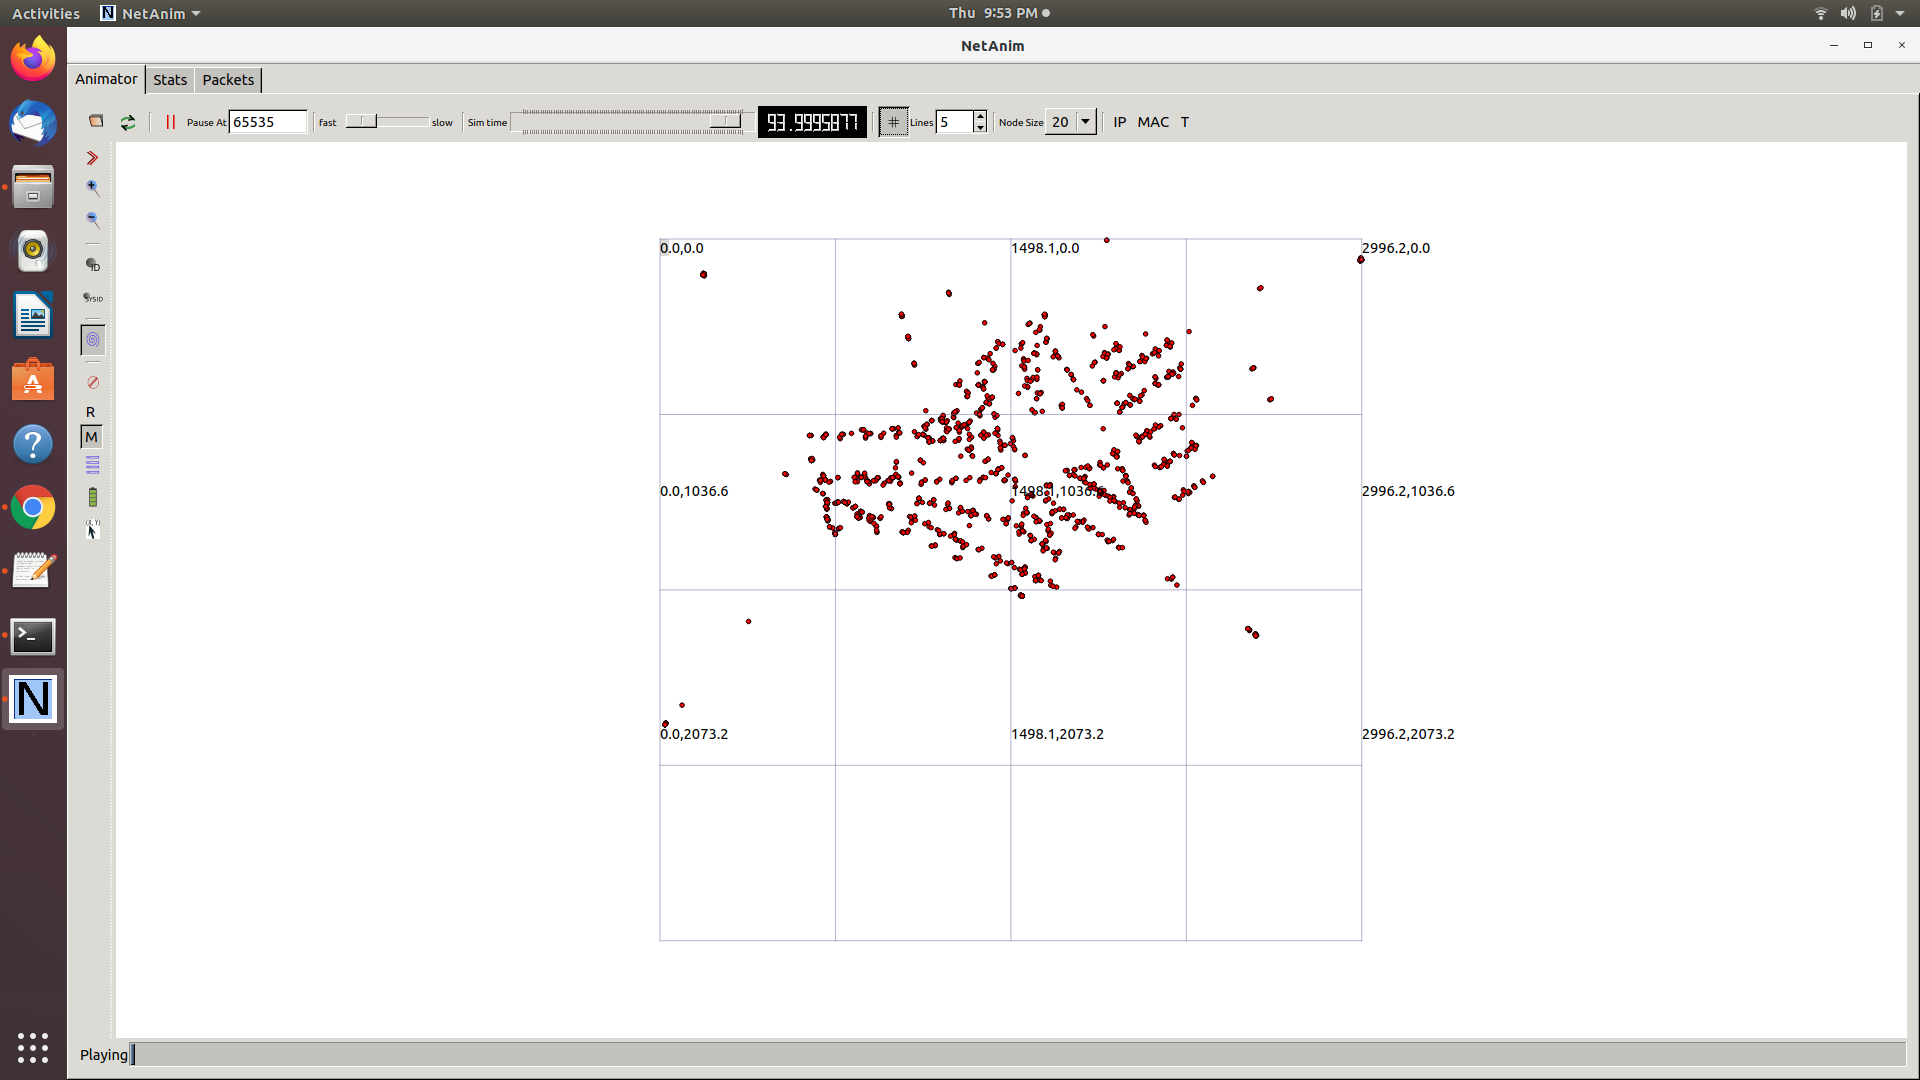 Activities NetAnim Thu 9:53 PM
NetAnim
Animator Stats Packets
Pause At 65535 fast slow Sim time 93.9995877 # Lines 5 Node Size 20 IP MAC T
ID
SYSID
R
M
(X,Y)
0.0,0.0 1498.1,0.0 2996.2,0.0
0.0,1036.6 1498.1,1036.6 2996.2,1036.6
0.0,2073.2 1498.1,2073.2 2996.2,2073.2
Playing